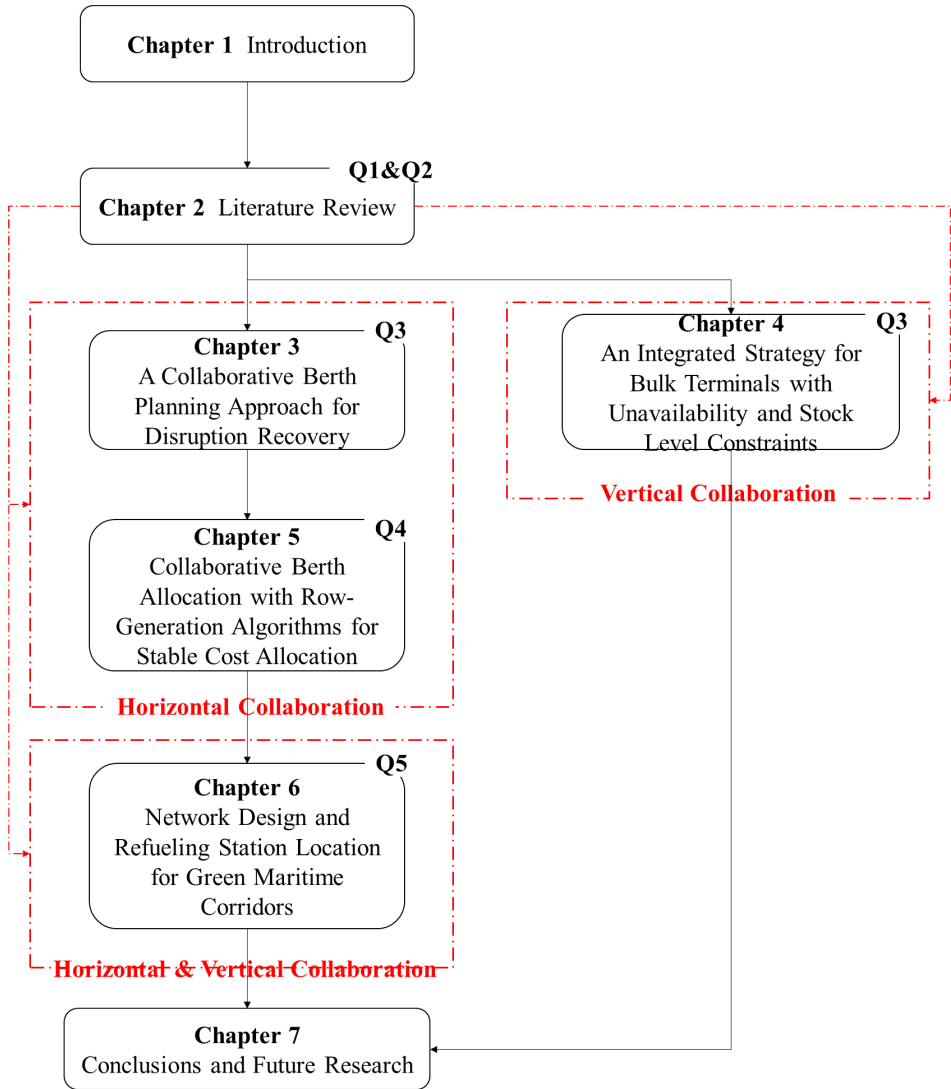 Chapter 1 Introduction
Q1&Q2
Chapter 2 Literature Review
Q3
Chapter 3
A Collaborative Berth
Planning Approach for
Disruption Recovery
Q3
Chapter 4
An Integrated Strategy for
Bulk Terminals with
Unavailability and Stock
Level Constraints
Vertical Collaboration
Q4
Chapter 5
Collaborative Berth
Allocation with Row-
Generation Algorithms for
Stable Cost Allocation
Horizontal Collaboration
Q5
Chapter 6
Network Design and
Refueling Station Location
for Green Maritime
Corridors
Horizontal & Vertical Collaboration
Chapter 7
Conclusions and Future Research